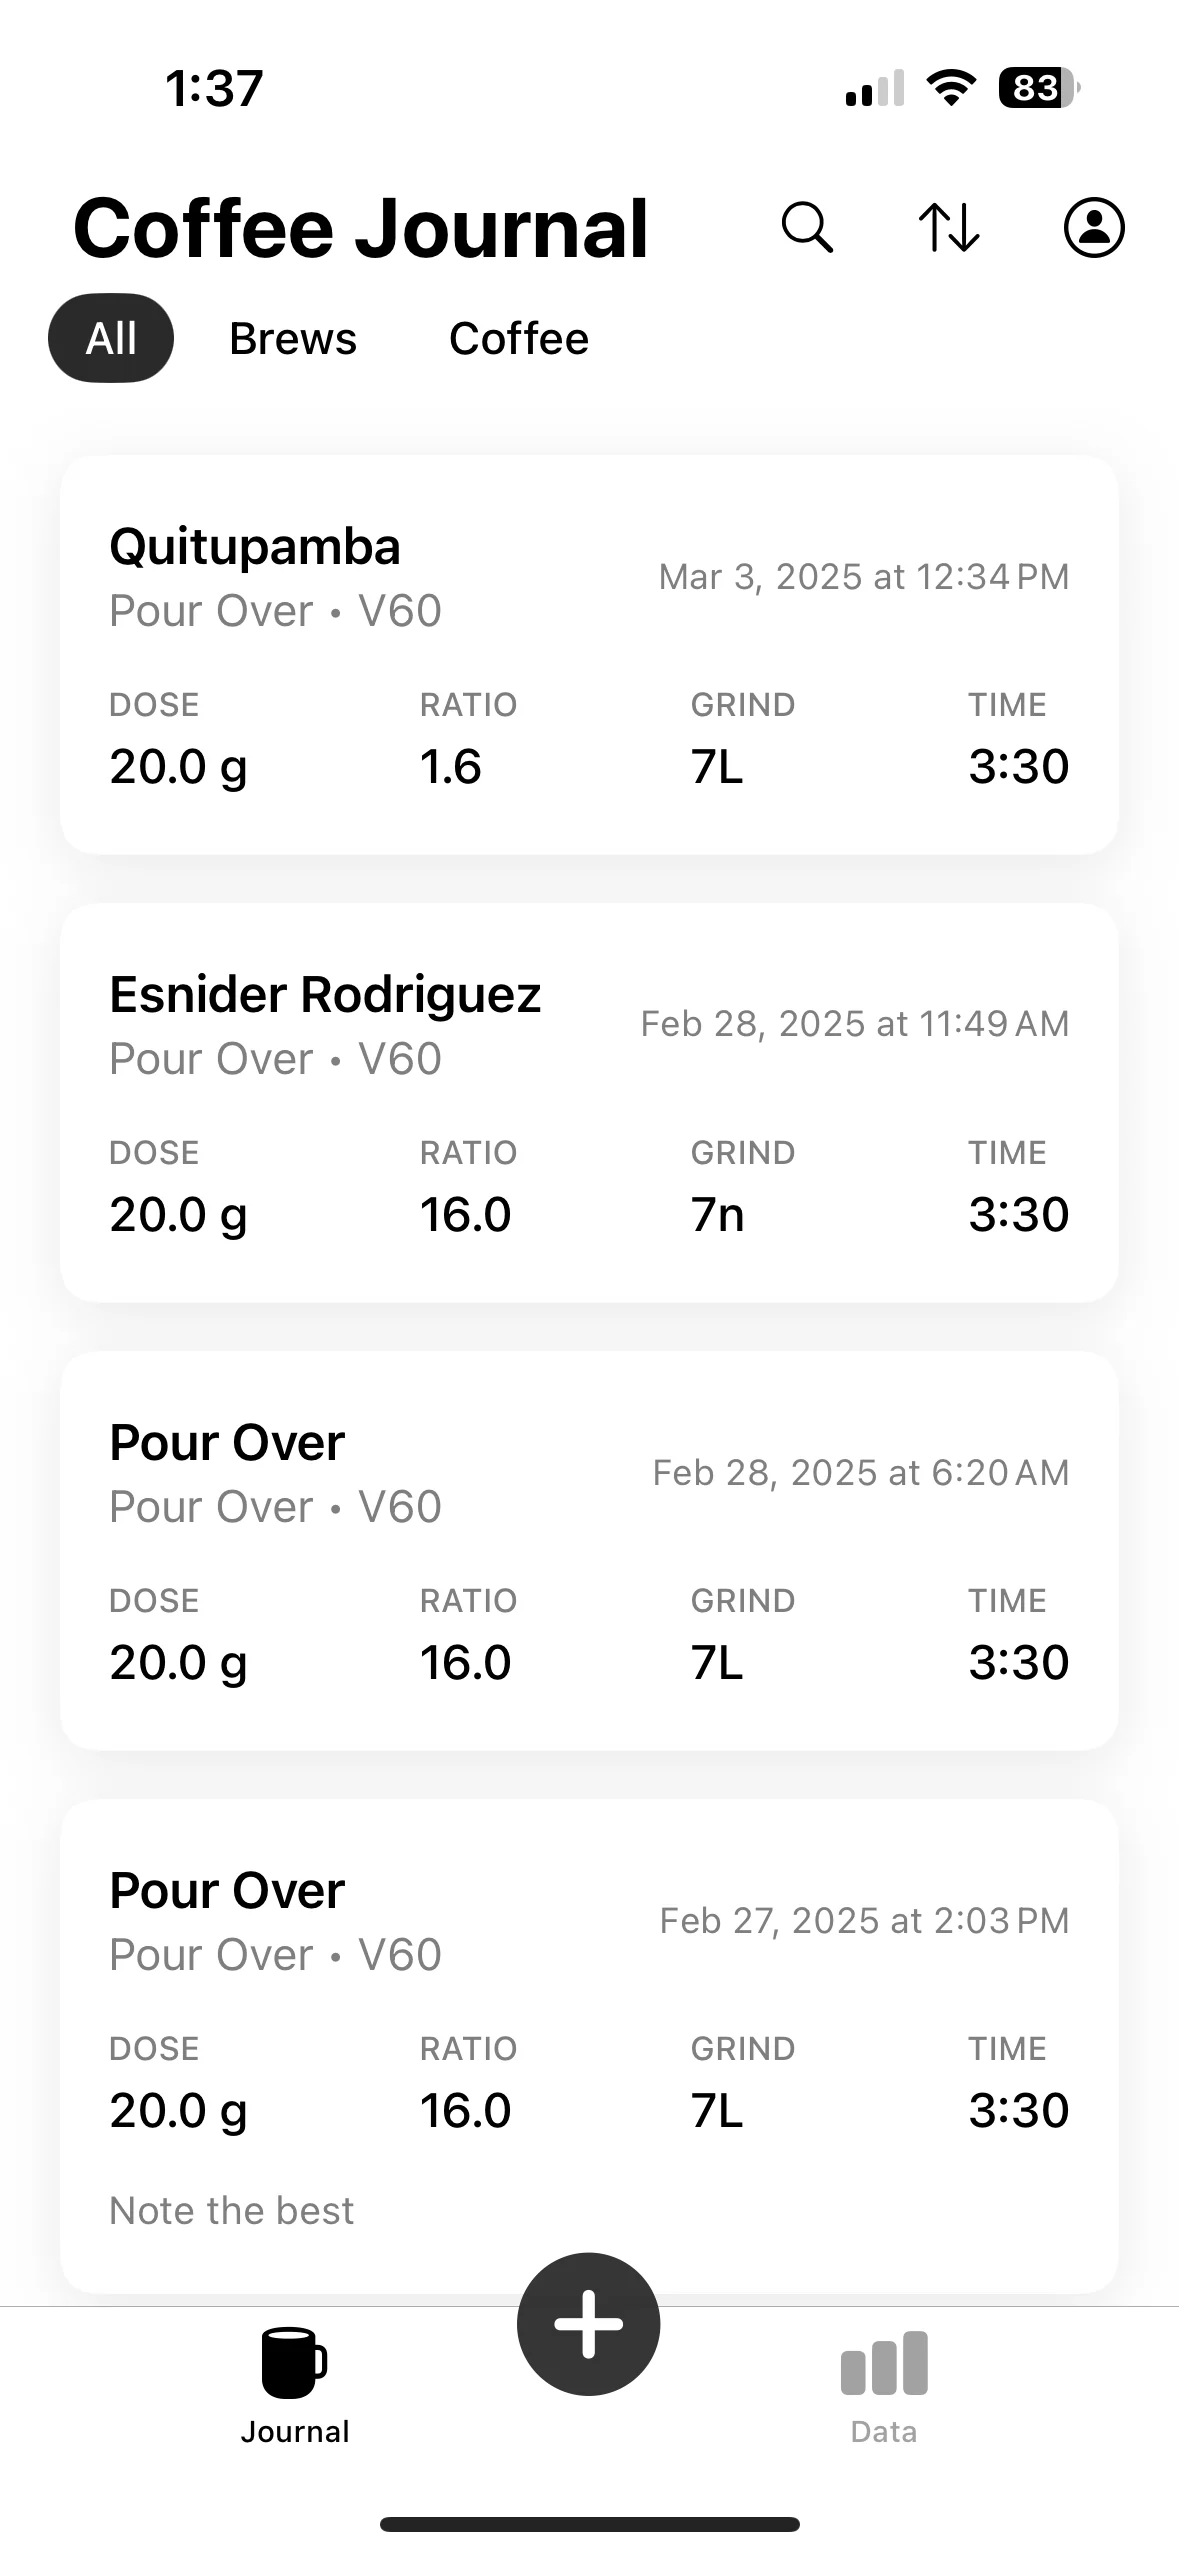 1:37
83
Coffee Journal
All Brews Coffee
Quitupamba
Mar 3, 2025 at 12:34 PM
Pour Over • V60
DOSE RATIO GRIND TIME
20.0 g 1.6 7L 3:30
Esnider Rodriguez
Feb 28, 2025 at 11:49 AM
Pour Over • V60
DOSE RATIO GRIND TIME
20.0 g 16.0 7n 3:30
Pour Over
Feb 28, 2025 at 6:20 AM
Pour Over • V60
DOSE RATIO GRIND TIME
20.0 g 16.0 7L 3:30
Pour Over
Feb 27, 2025 at 2:03 PM
Pour Over • V60
DOSE RATIO GRIND TIME
20.0 g 16.0 7L 3:30
Note the best
Journal Data